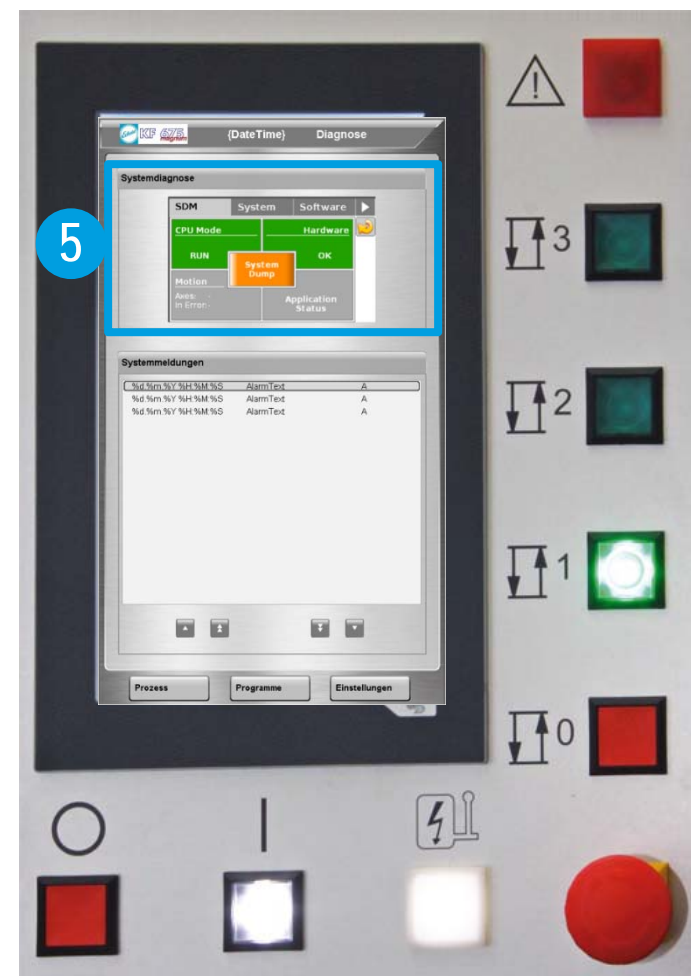 KF 675 {DateTime} Diagnose
magnum
Systemdiagnose
SDM System Software
CPU Mode Hardware
RUN System Dump OK
Motion
Axes: -
In Error: -
Application Status
5
Systemmeldungen
%d.%m.%Y %H:%M:%S AlarmText A
%d.%m.%Y %H:%M:%S AlarmText A
%d.%m.%Y %H:%M:%S AlarmText A
Prozess Programme Einstellungen
3
2
1
0